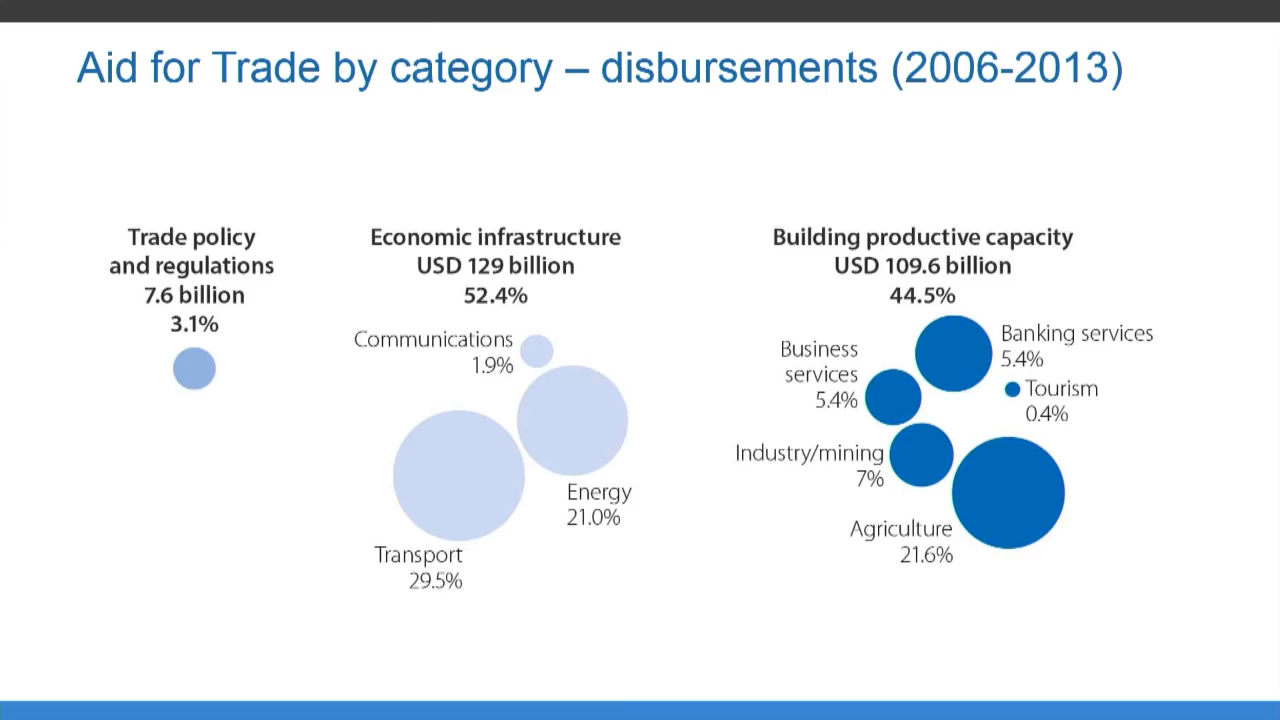 Aid for Trade by category – disbursements (2006-2013)
Trade policy
and regulations
7.6 billion
3.1%
Economic infrastructure
USD 129 billion
52.4%
Communications
1.9%
Energy
21.0%
Transport
29.5%
Building productive capacity
USD 109.6 billion
44.5%
Banking services
5.4%
Business
services
5.4%
Tourism
0.4%
Industry/mining
7%
Agriculture
21.6%